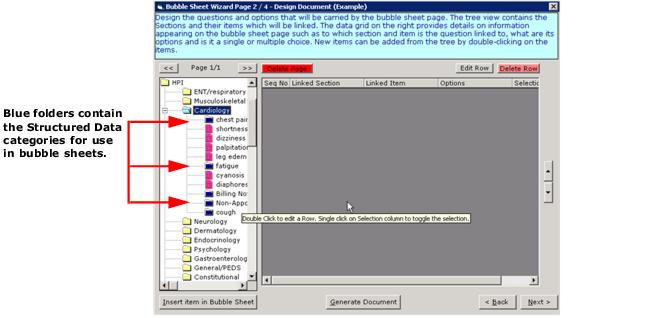 Bubble Sheet Wizard Page 2 / 4 - Design Document (Example)
Design the questions and options that will be carried by the bubble sheet page. The tree view contains the
Sections and their items which will be linked. The data grid on the right provides details on information
appearing on the bubble sheet page such as to which section and item is the question linked to, what are its
options and is it a single or multiple choice. New items can be added from the tree by double-clicking on the
items.
<< Page 1/1 >> Delete Page Edit Row Delete Row
Seq No Linked Section Linked Item Options Selectio
HPI
ENT/respiratory
Musculoskeletal
Cardiology
chest pair
shortness
dizziness
palpitation
leg edem
fatigue
cyanosis
diaphores
Billing No
Non-Appo
cough
Neurology
Dermatology
Endocrinology
Psychology
Gastroenterolog
General/PEDS
Constitutional
Blue folders contain
the Structured Data
categories for use
in bubble sheets.
Double Click to edit a Row. Single click on Selection column to toggle the selection.
Insert item in Bubble Sheet Generate Document < Back Next >